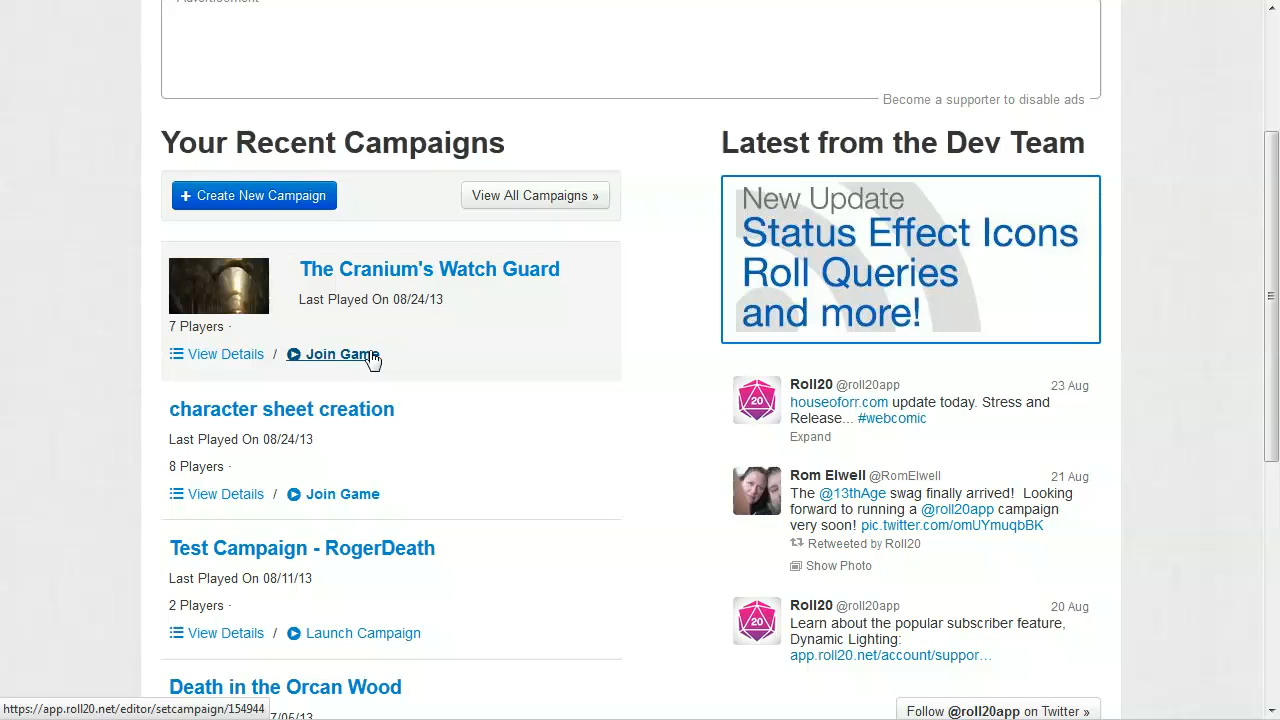 Advertisement
Become a supporter to disable ads
Your Recent Campaigns
+ Create New Campaign
View All Campaigns »
The Cranium's Watch Guard
Last Played On 08/24/13
7 Players ·
View Details / Join Game
character sheet creation
Last Played On 08/24/13
8 Players ·
View Details / Join Game
Test Campaign - RogerDeath
Last Played On 08/11/13
2 Players ·
View Details / Launch Campaign
Death in the Orcan Wood
https://app.roll20.net/editor/setcampaign/154944
Latest from the Dev Team
New Update
Status Effect Icons
Roll Queries
and more!
Roll20 @roll20app 23 Aug
houseoforr.com update today. Stress and
Release... #webcomic
Expand
Rom Elwell @RomElwell 21 Aug
The @13thAge swag finally arrived! Looking
forward to running a @roll20app campaign
very soon! pic.twitter.com/omUYmuqbBK
Retweeted by Roll20
Show Photo
Roll20 @roll20app 20 Aug
Learn about the popular subscriber feature,
Dynamic Lighting:
app.roll20.net/account/suppor…
Follow @roll20app on Twitter »
20
20